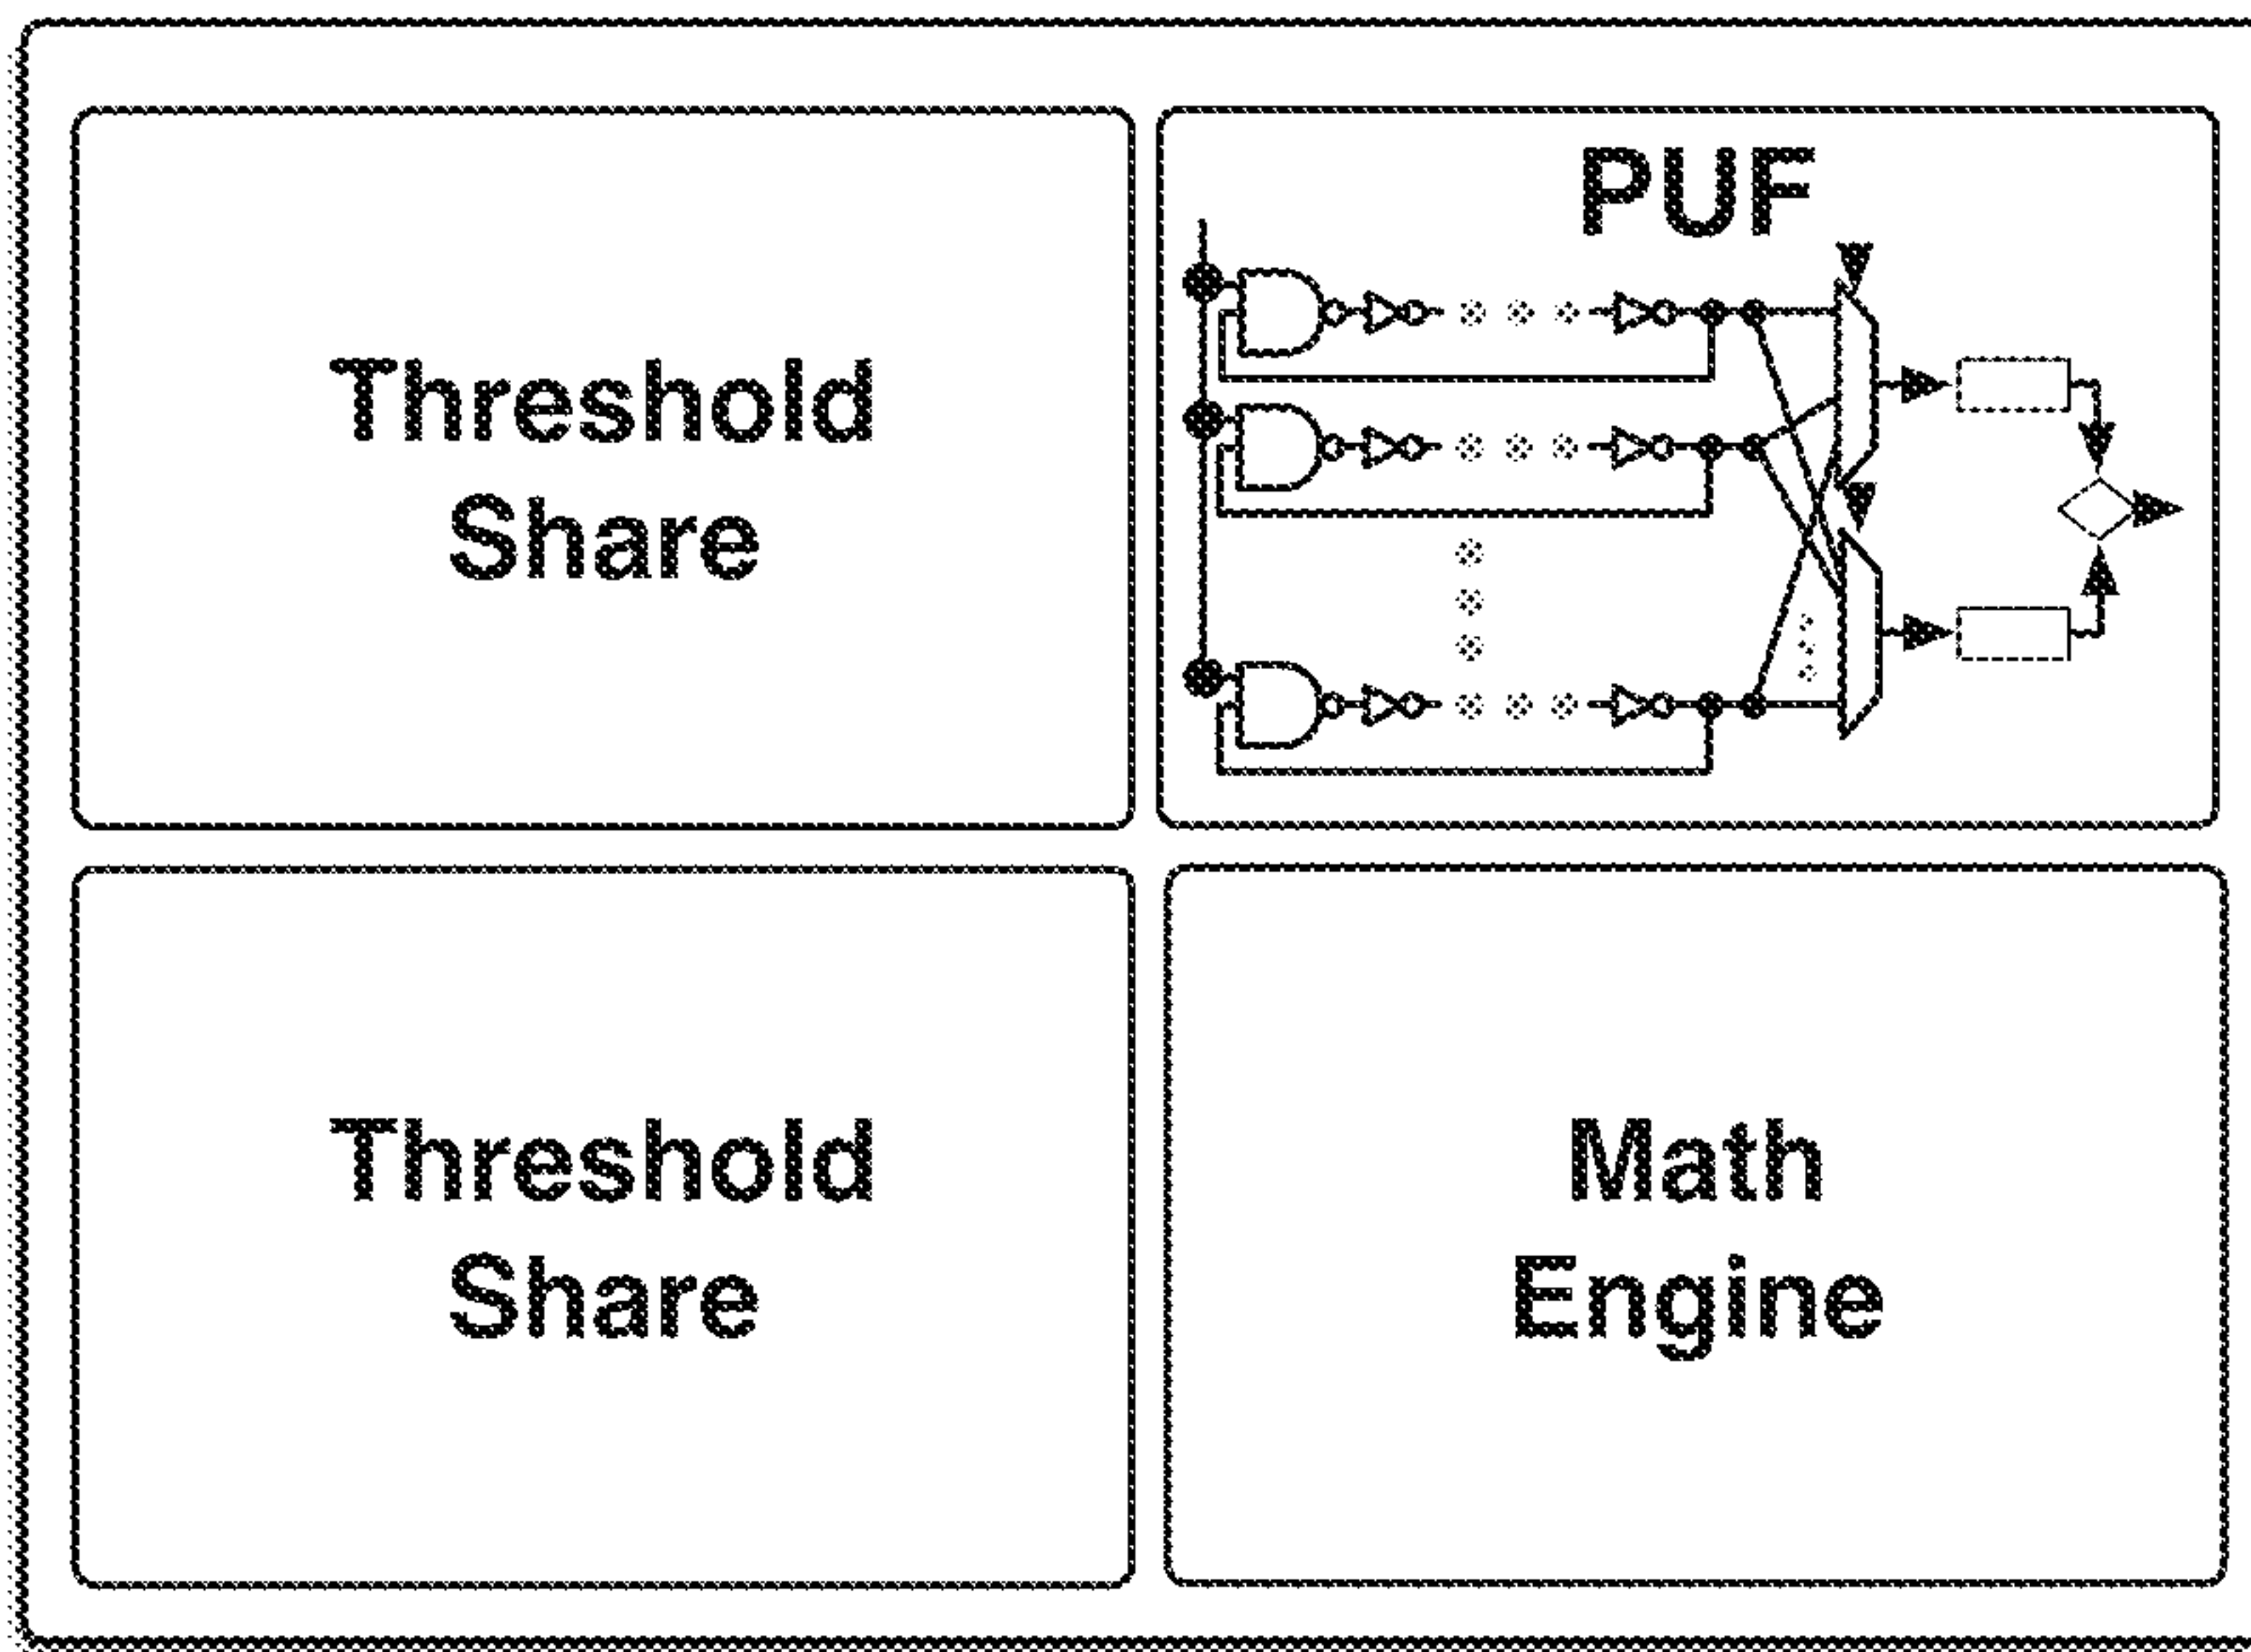 Threshold
Share
PUF
Threshold
Share
Math
Engine